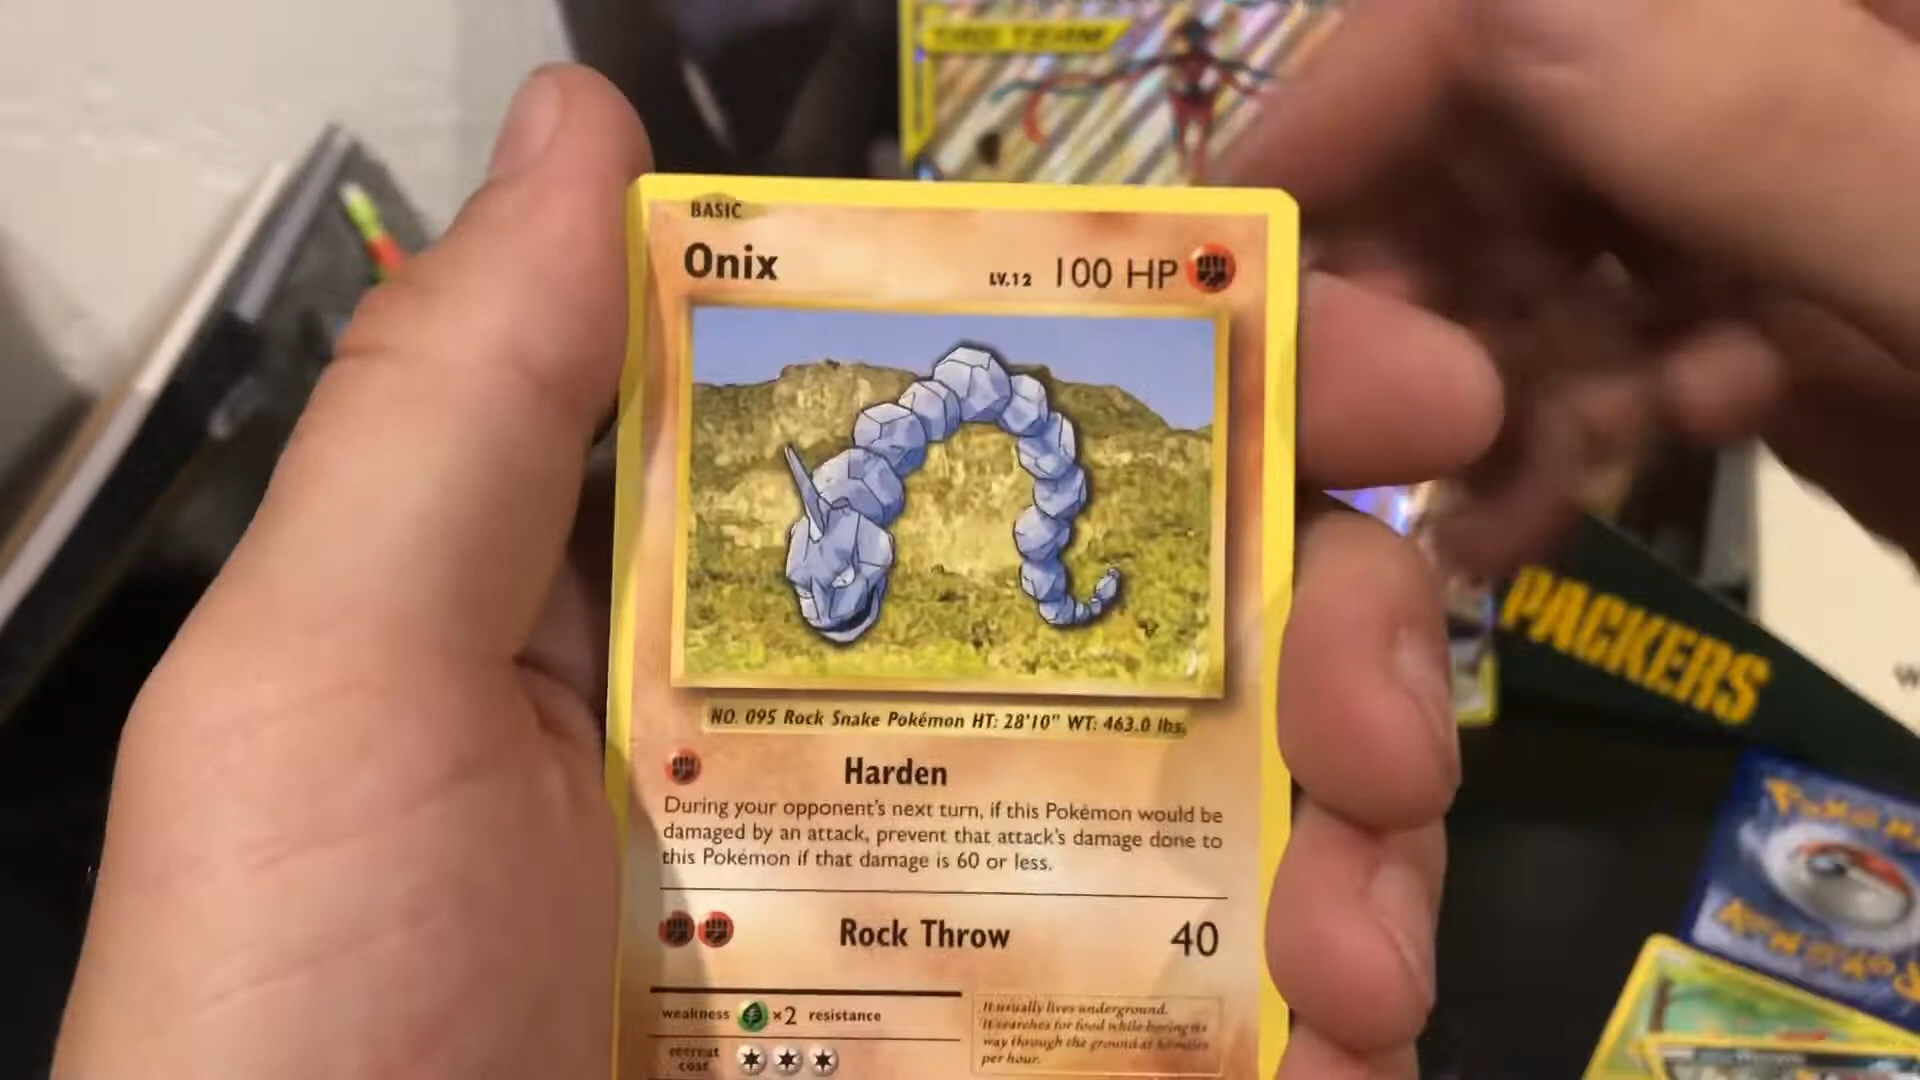 BASIC
Onix
LV.12 100 HP
NO. 095 Rock Snake Pokémon HT: 28'10" WT: 463.0 lbs.
Harden
During your opponent's next turn, if this Pokémon would be
damaged by an attack, prevent that attack's damage done to
this Pokémon if that damage is 60 or less.
Rock Throw 40
weakness ×2 resistance
retreat
cost
It usually lives underground.
It searches for food while boring its
way through the ground at 50 miles
per hour.
PACKERS